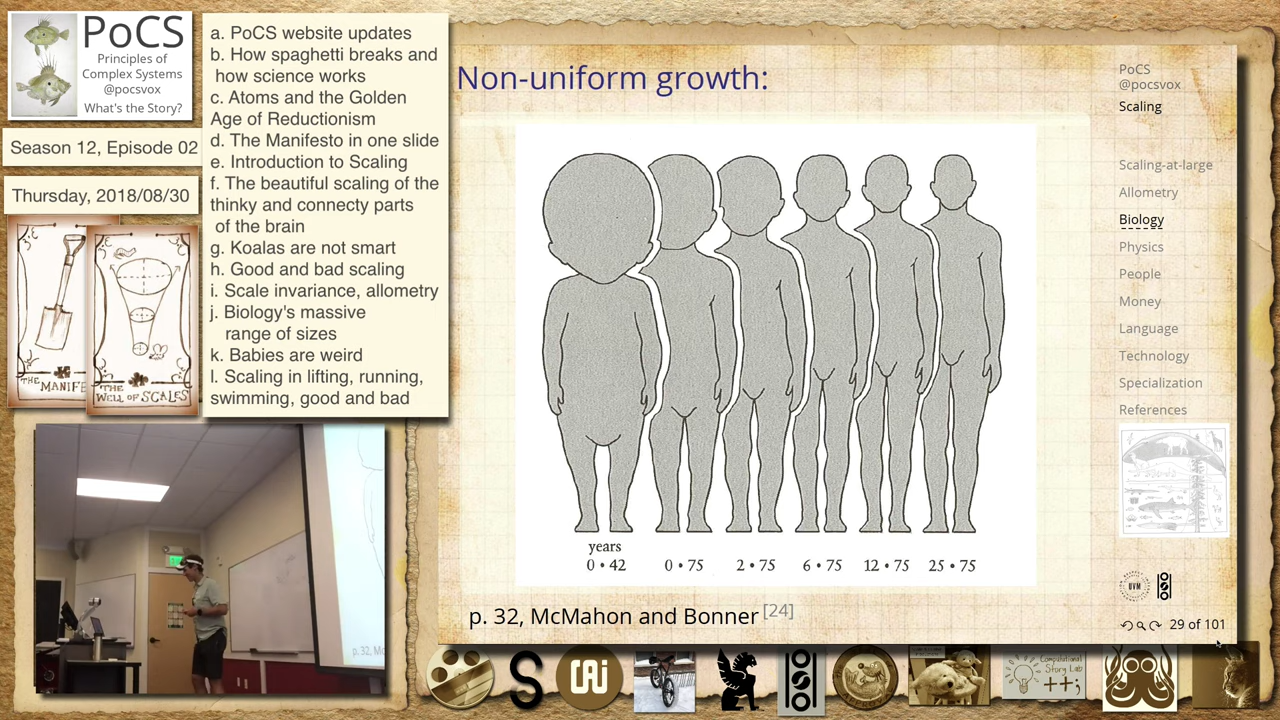 PoCS
Principles of
Complex Systems
@pocsvox
What's the Story?
Season 12, Episode 02
Thursday, 2018/08/30
THE MANIFE
THE
WELL OF SCALES
a. PoCS website updates
b. How spaghetti breaks and
how science works
c. Atoms and the Golden
Age of Reductionism
d. The Manifesto in one slide
e. Introduction to Scaling
f. The beautiful scaling of the
thinky and connecty parts
of the brain
g. Koalas are not smart
h. Good and bad scaling
i. Scale invariance, allometry
j. Biology's massive
range of sizes
k. Babies are weird
l. Scaling in lifting, running,
swimming, good and bad
p. 32, Mc
Non-uniform growth:
years
0 • 42 0 • 75 2 • 75 6 • 75 12 • 75 25 • 75
p. 32, McMahon and Bonner [24]
PoCS
@pocsvox
Scaling
Scaling-at-large
Allometry
Biology
Physics
People
Money
Language
Technology
Specialization
References
UVM
29 of 101
Computational
Story Lab
++;